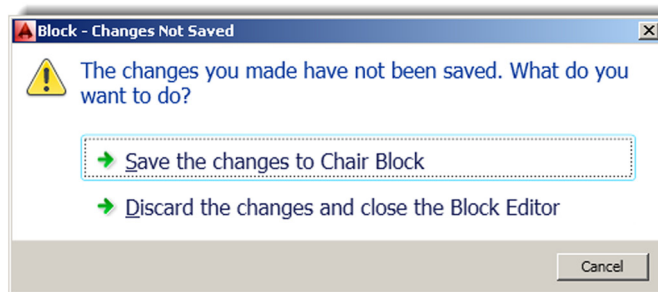 Block - Changes Not Saved
The changes you made have not been saved. What do you
want to do?
Save the changes to Chair Block
Discard the changes and close the Block Editor
Cancel